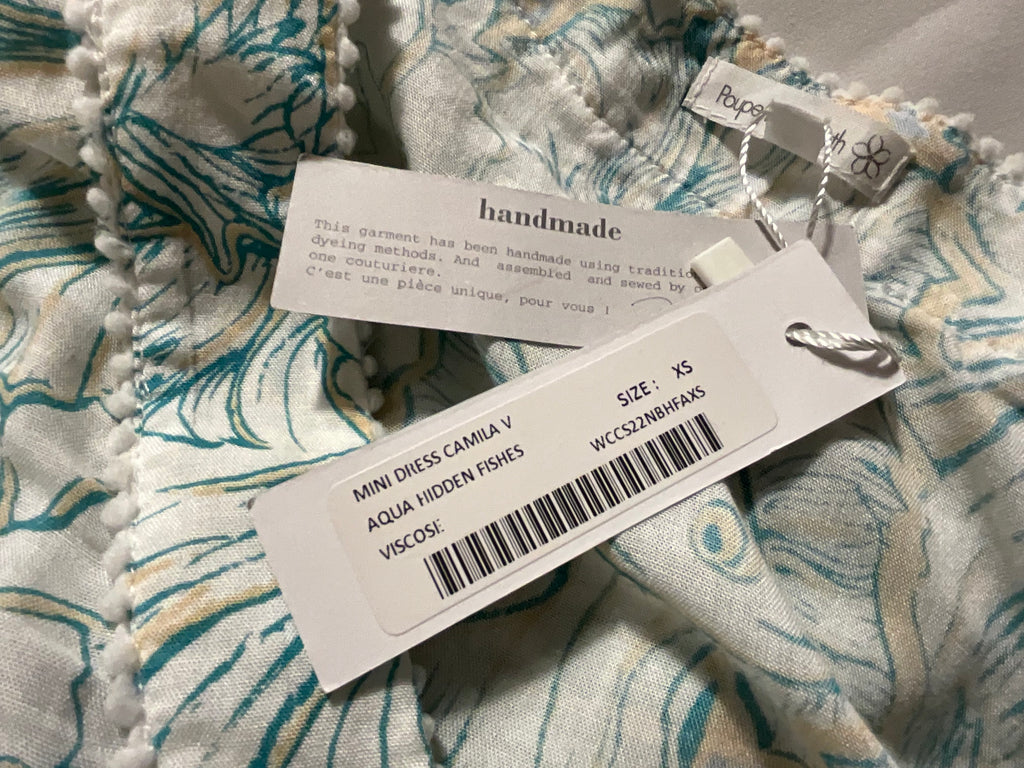 Poupe
th
handmade
This garment has been handmade using traditio
dyeing methods. And assembled and sewed by
one couturiere.
C'est une pièce unique, pour vous !
SIZE : XS
MINI DRESS CAMILA V
WCCS22NBHFAXS
AQUA HIDDEN FISHES
VISCOSE